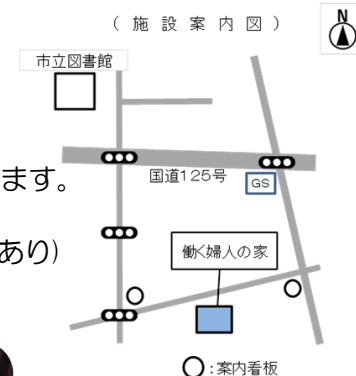 (施設案内図)
N
市立図書館
ます。
国道125号
GS
あり)
働く婦人の家
○:案内看板